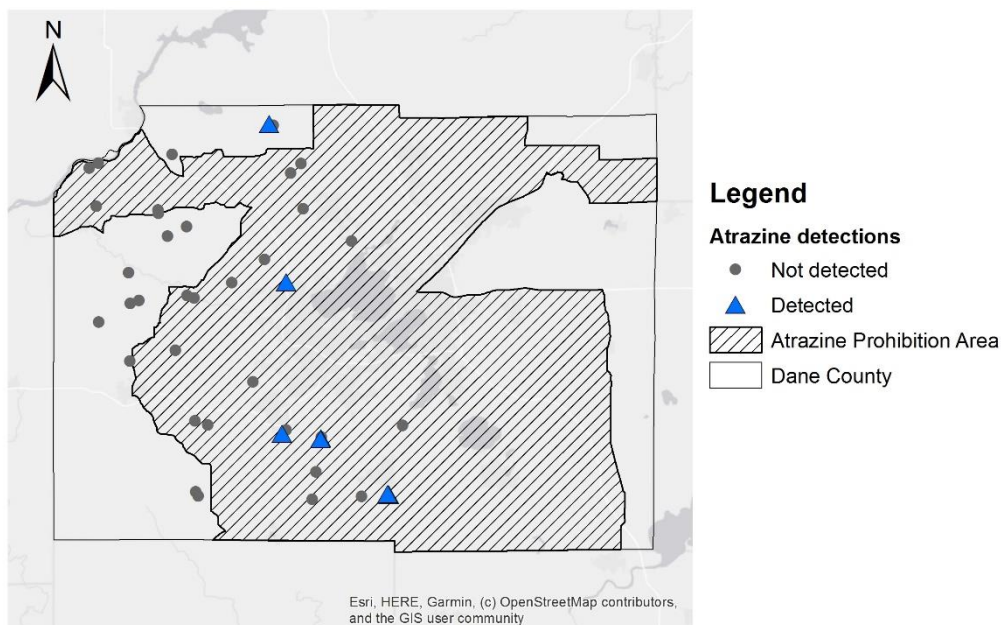 N
Legend
Atrazine detections
Not detected
Detected
Atrazine Prohibition Area
Dane County
Esri, HERE, Garmin, (c) OpenStreetMap contributors,
and the GIS user community